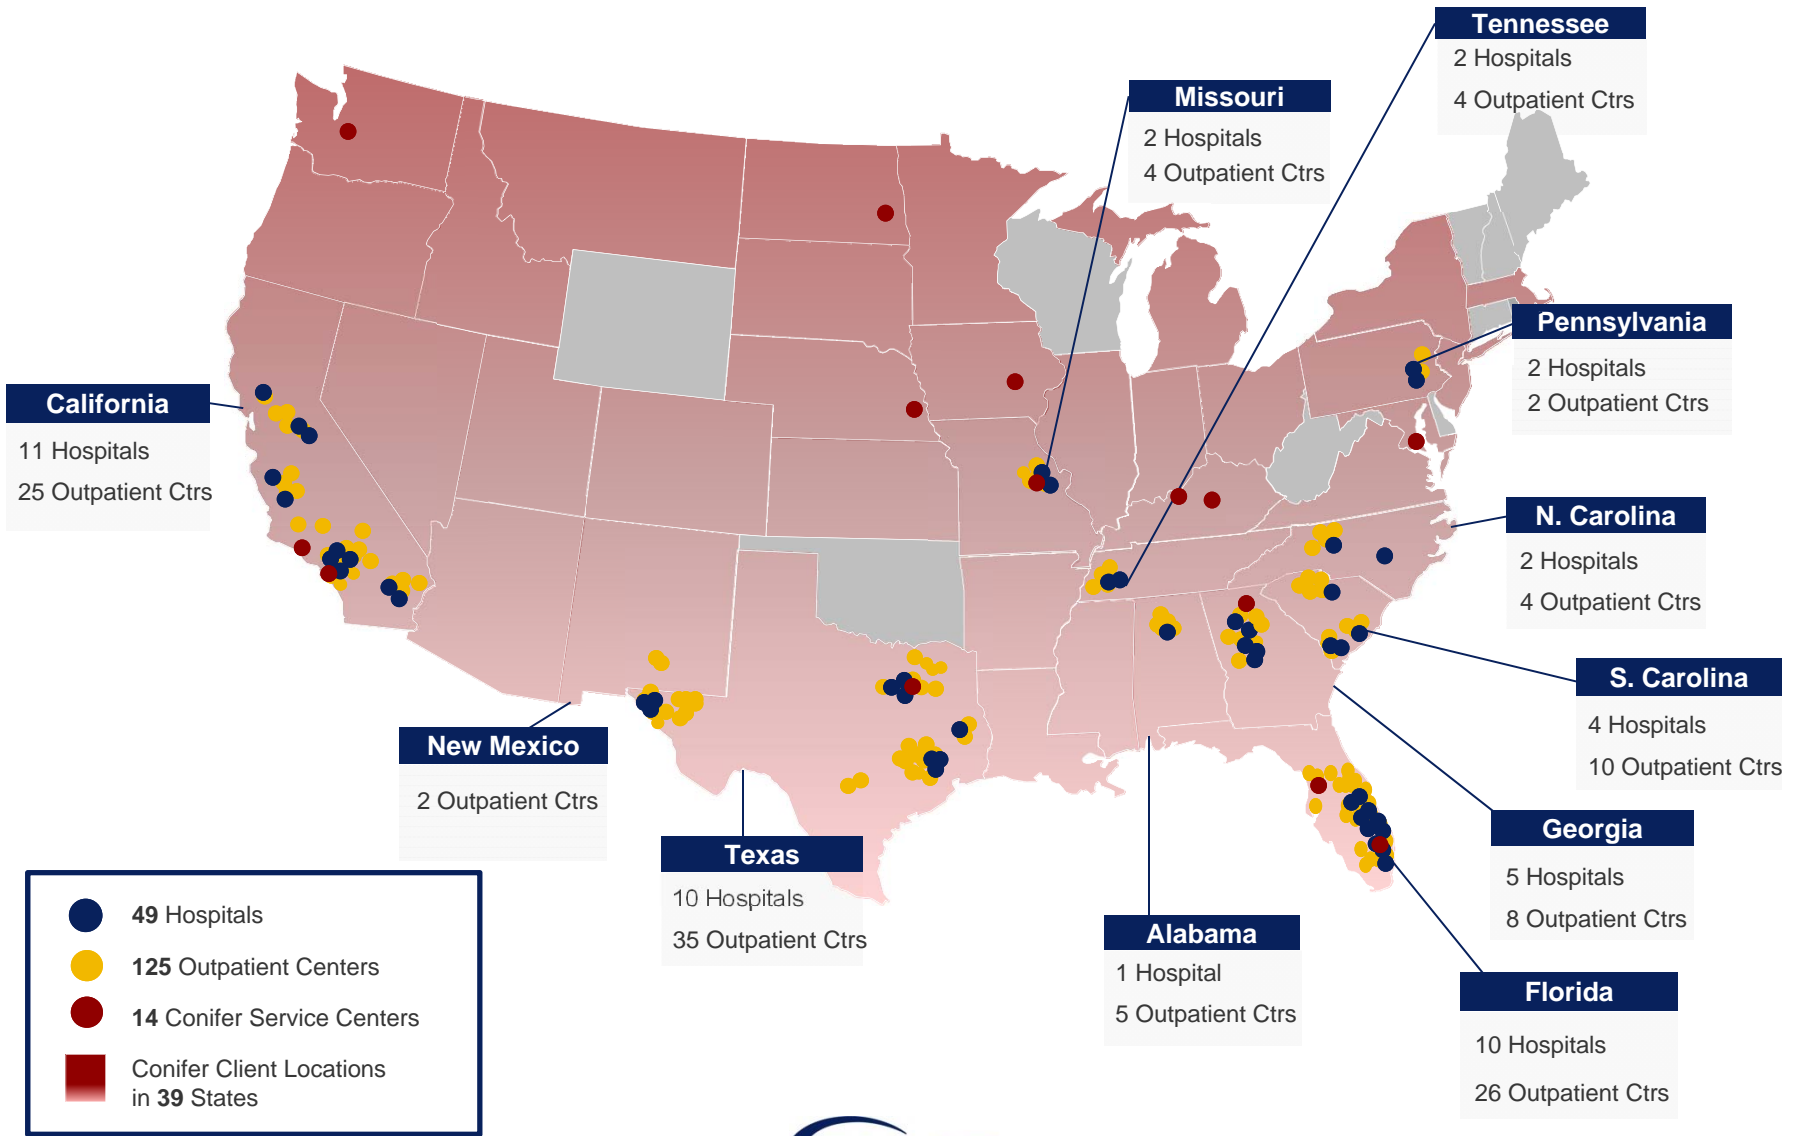 Tennessee
2 Hospitals
4 Outpatient Ctrs
Missouri
2 Hospitals
4 Outpatient Ctrs
Pennsylvania
2 Hospitals
2 Outpatient Ctrs
California
11 Hospitals
25 Outpatient Ctrs
N. Carolina
2 Hospitals
4 Outpatient Ctrs
S. Carolina
4 Hospitals
10 Outpatient Ctrs
New Mexico
2 Outpatient Ctrs
Texas
10 Hospitals
35 Outpatient Ctrs
Georgia
5 Hospitals
8 Outpatient Ctrs
Alabama
1 Hospital
5 Outpatient Ctrs
Florida
10 Hospitals
26 Outpatient Ctrs
49 Hospitals
125 Outpatient Centers
14 Conifer Service Centers
Conifer Client Locations
in 39 States